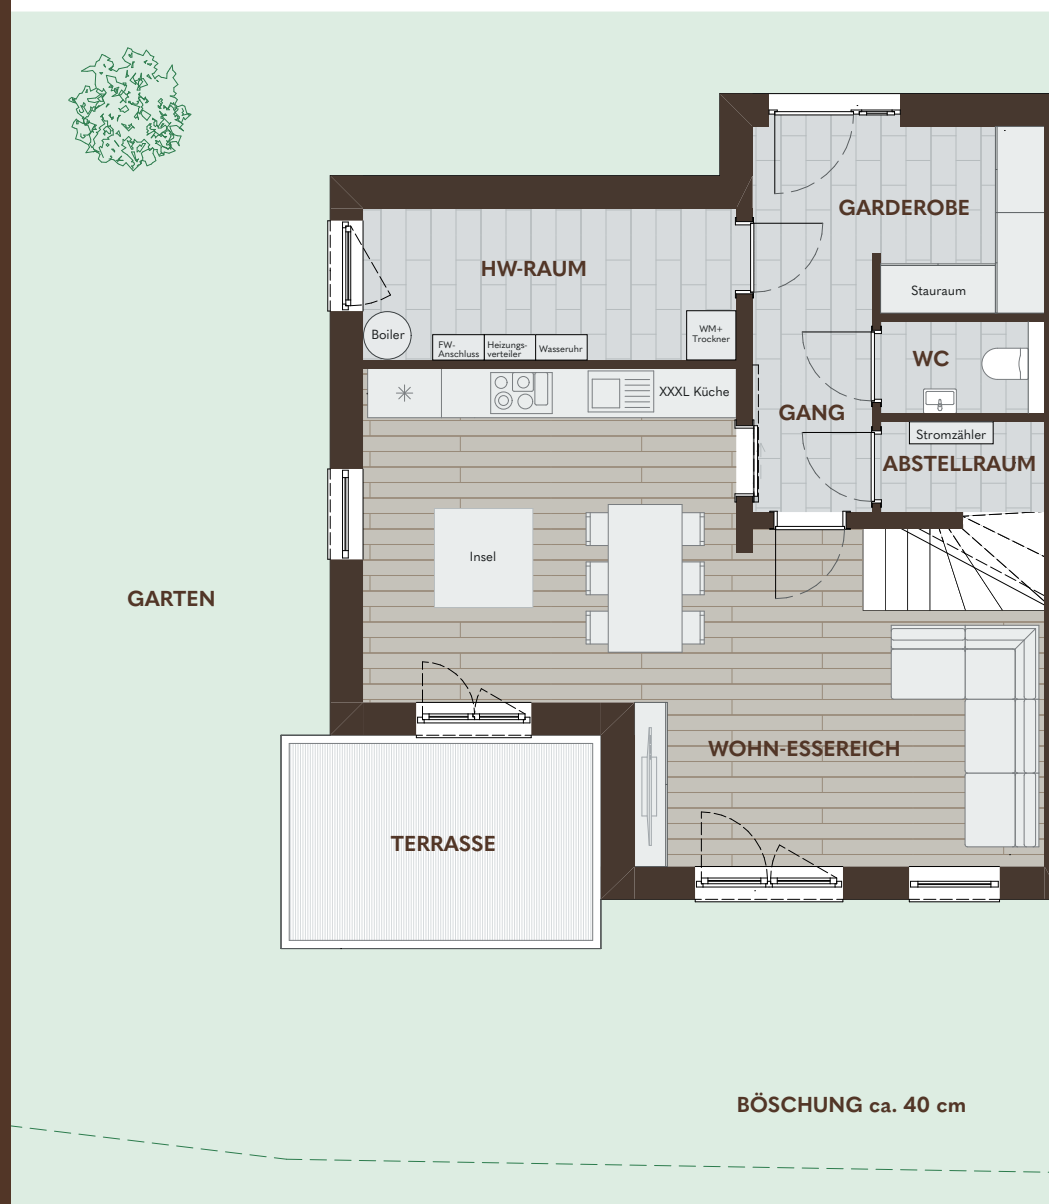 GARDEROBE
HW-RAUM
Stauraum
Boiler
FW-
Anschluss
Heizungs-
verteiler
Wasseruhr
WM+
Trockner
WC
XXXL Küche
GANG
Stromzähler
ABSTELLRAUM
Insel
GARTEN
WOHN-ESSEREICH
TERRASSE
BÖSCHUNG ca. 40 cm